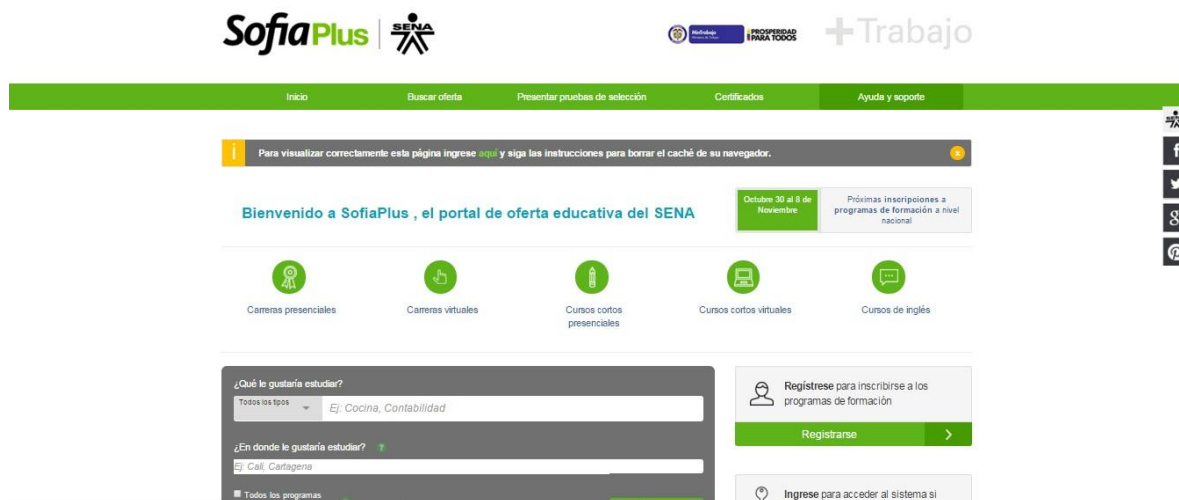 SofiaPlus
SENA
MinTrabajo
PROSPERIDAD
PARA TODOS
+Trabajo
Inicio
Buscar oferta
Presentar pruebas de selección
Certificados
Ayuda y soporte
Para visualizar correctamente esta página ingrese aquí y siga las instrucciones para borrar el caché de su navegador.
Bienvenido a SofiaPlus , el portal de oferta educativa del SENA
Octubre 30 al 8 de
Noviembre
Próximas inscripciones a
programas de formación a nivel
nacional
Carreras presenciales
Carreras virtuales
Cursos cortos
presenciales
Cursos cortos virtuales
Cursos de inglés
¿Qué le gustaría estudiar?
Todos los tipos
Ej: Cocina, Contabilidad
¿En donde le gustaría estudiar?
?
Ej: Cali, Cartagena
Todos los programas
Regístrese para inscribirse a los
programas de formación
Registrarse
Ingrese para acceder al sistema si